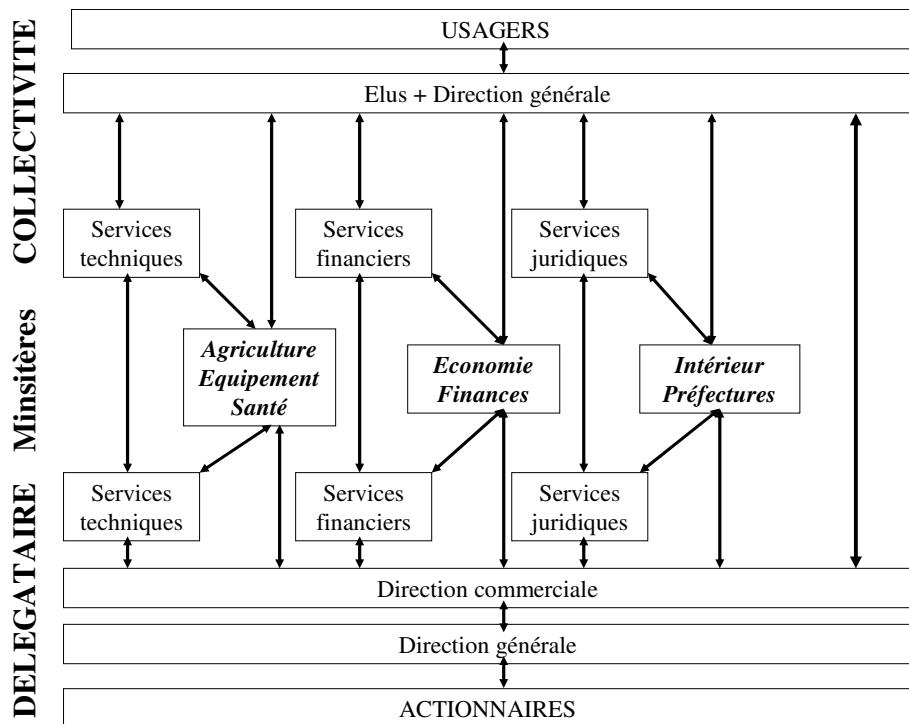 COLLECTIVITE
USAGERS
Elus + Direction générale
Services
techniques
Services
financiers
Services
juridiques
Minsitères
Agriculture
Equipement
Santé
Economie
Finances
Intérieur
Préfectures
DELEGATAIRE
Services
techniques
Services
financiers
Services
juridiques
Direction commerciale
Direction générale
ACTIONNAIRES